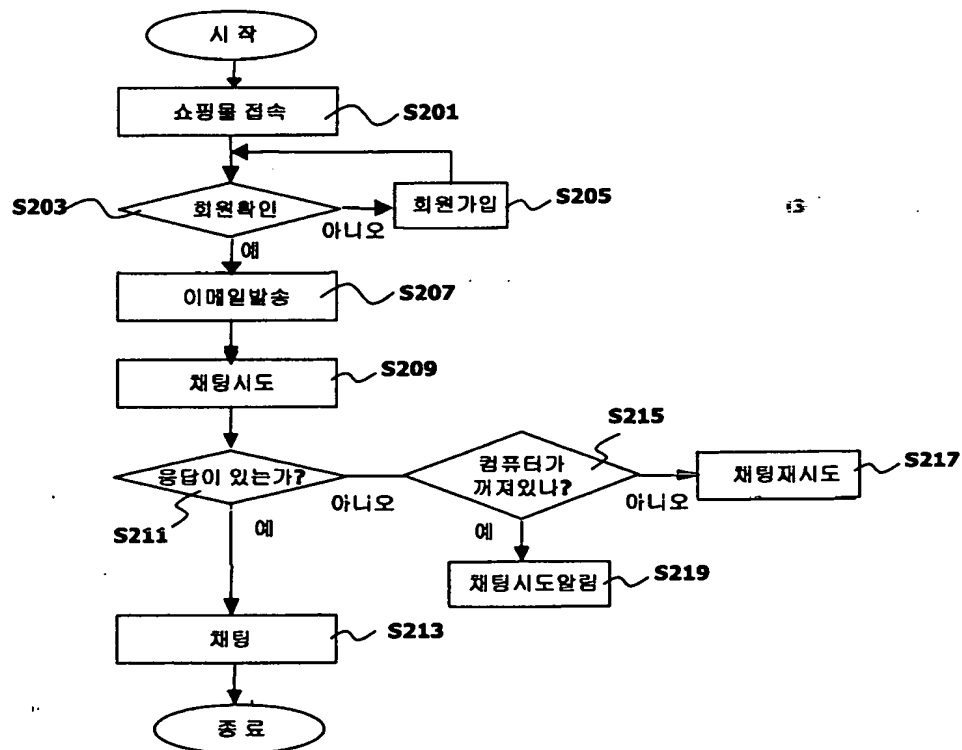 시 작
쇼핑몰 접속
S201
S203
회원확인
아니오
회원가입
S205
예
이메일발송
S207
채팅시도
S209
응답이 있는가?
S211
아니오
예
컴퓨터가
꺼져있나?
S215
아니오
채팅재시도
S217
예
채팅시도알림
S219
채팅
S213
종 료